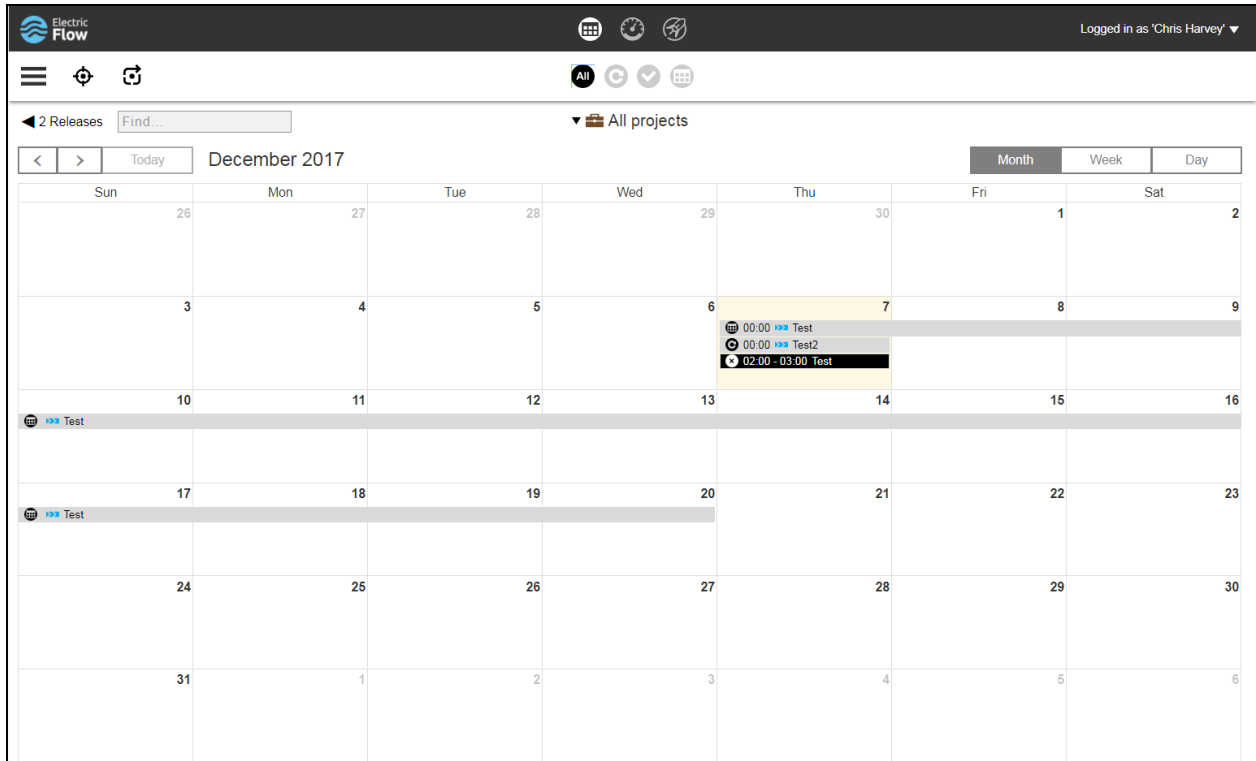 Electric
Flow
Logged in as 'Chris Harvey'
All
2 Releases Find... All projects
< > Today December 2017 Month Week Day
Sun Mon Tue Wed Thu Fri Sat
26 27 28 29 30 1 2
3 4 5 6 7 8 9
00:00 Test
00:00 Test2
02:00 - 03:00 Test
10 11 12 13 14 15 16
Test
17 18 19 20 21 22 23
Test
24 25 26 27 28 29 30
31 1 2 3 4 5 6